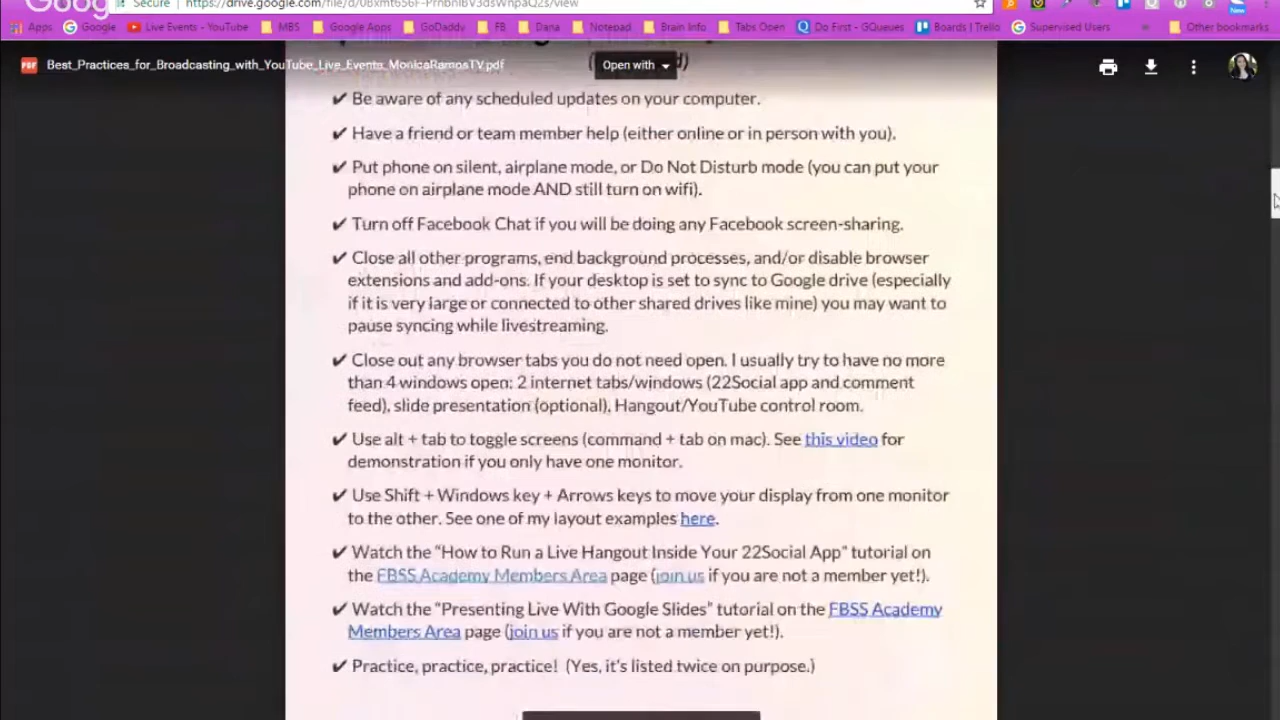 Goog
Secure https://drive.google.com/file/d/
view
Apps Google Live Events - YouTube MBS Google Apps GoDaddy FB Dana Notepad Brain Info Tabs Open Do First - GQueues Boards | Trello Supervised Users » Other bookmarks
New
PDF Best_Practices_for_Broadcasting_with_YouTube_Live_Events_MonicaRamosTV.pdf Open with
✔ Be aware of any scheduled updates on your computer.
✔ Have a friend or team member help (either online or in person with you).
✔ Put phone on silent, airplane mode, or Do Not Disturb mode (you can put your
phone on airplane mode AND still turn on wifi).
✔ Turn off Facebook Chat if you will be doing any Facebook screen-sharing.
✔ Close all other programs, end background processes, and/or disable browser
extensions and add-ons. If your desktop is set to sync to Google drive (especially
if it is very large or connected to other shared drives like mine) you may want to
pause syncing while livestreaming.
✔ Close out any browser tabs you do not need open. I usually try to have no more
than 4 windows open: 2 internet tabs/windows (22Social app and comment
feed), slide presentation (optional), Hangout/YouTube control room.
✔ Use alt + tab to toggle screens (command + tab on mac). See this video for
demonstration if you only have one monitor.
✔ Use Shift + Windows key + Arrows keys to move your display from one monitor
to the other. See one of my layout examples here.
✔ Watch the “How to Run a Live Hangout Inside Your 22Social App” tutorial on
the FBSS Academy Members Area page (join us if you are not a member yet!).
✔ Watch the “Presenting Live With Google Slides” tutorial on the FBSS Academy
Members Area page (join us if you are not a member yet!).
✔ Practice, practice, practice! (Yes, it’s listed twice on purpose.)